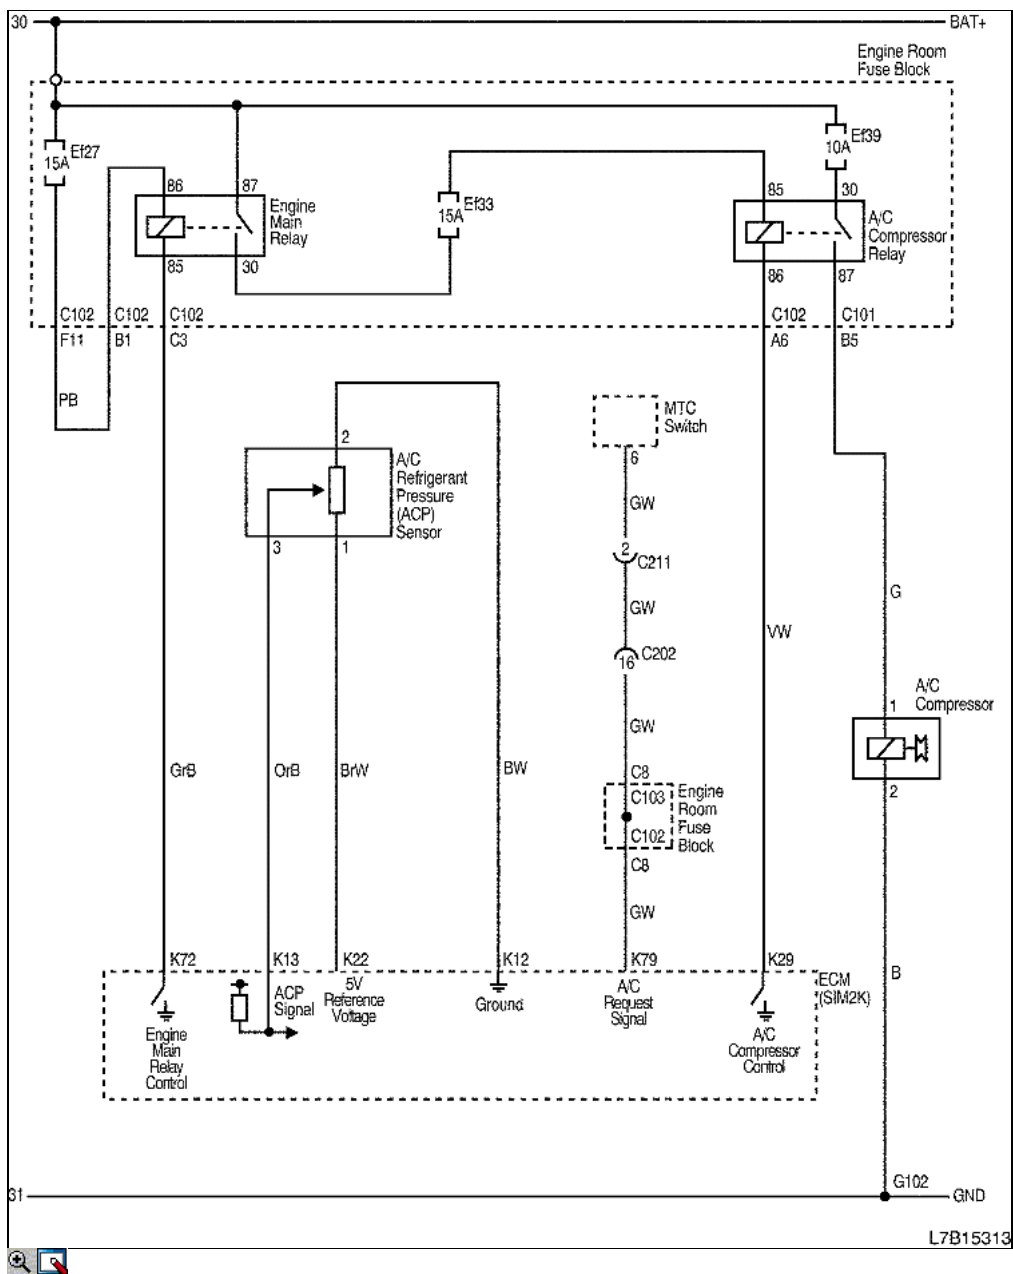 30
BAT+
Engine Room
Fuse Block
Ef27
15A
Ef39
10A
86
87
Engine
Main
Relay
85
30
Ef33
15A
85
30
A/C
Compressor
Relay
86
87
C102
C102
C102
C102
C101
F11
B1
C3
A6
B5
PB
2
A/C
Refrigerant
Pressure
(ACP)
Sensor
3
1
MTC
Switch
6
GW
2
C211
GW
16
C202
GW
G
VW
A/C
Compressor
1
2
GrB
OrB
BrW
BW
C8
C103
C102
C8
Engine
Room
Fuse
Block
GW
K72
K13
K22
K12
K79
K29
B
ECM
(SIM2K)
Engine
Main
Relay
Control
ACP
Signal
5V
Reference
Voltage
Ground
A/C
Request
Signal
A/C
Compressor
Control
31
G102
GND
L7B15313